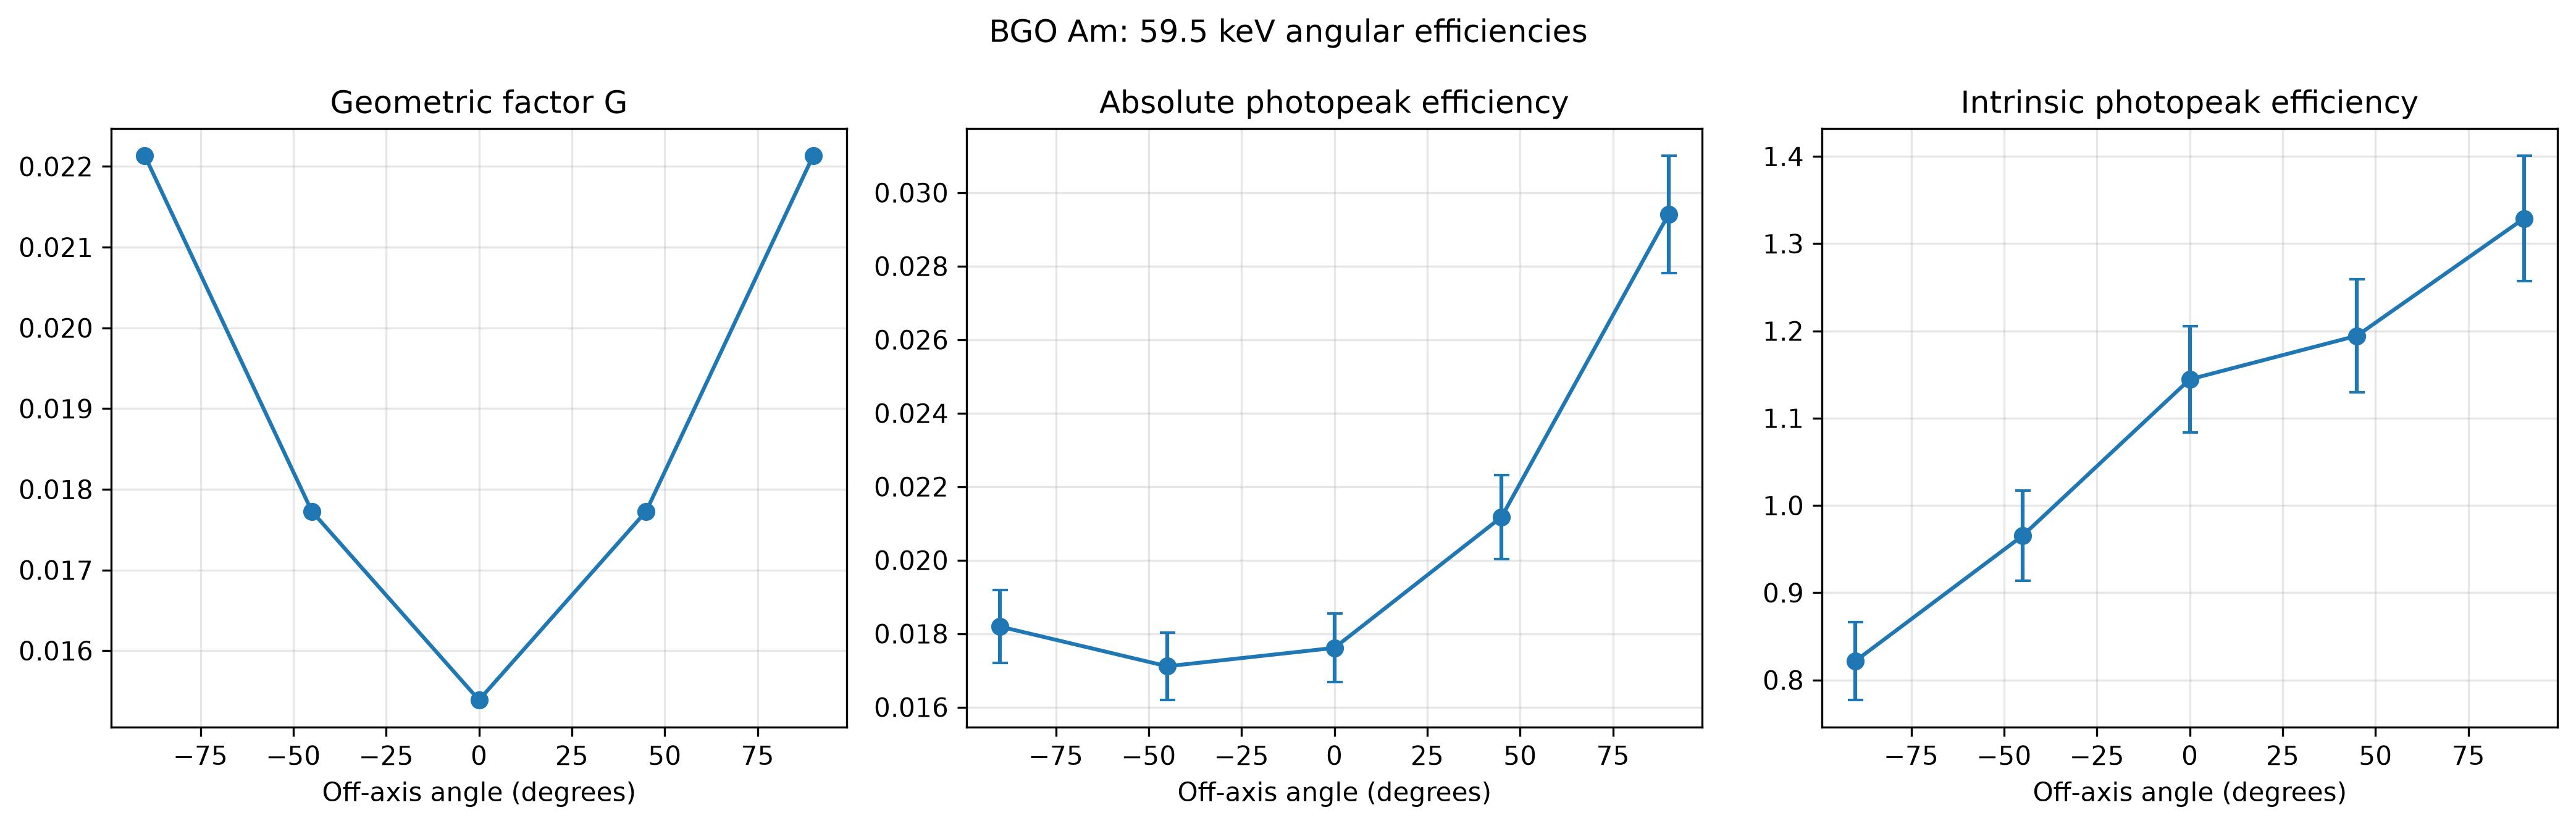 BGO Am: 59.5 keV angular efficiencies
Geometric factor G
0.022
0.021
0.020
0.019
0.018
0.017
0.016
−75 −50 −25 0 25 50 75
Off-axis angle (degrees)
Absolute photopeak efficiency
0.030
0.028
0.026
0.024
0.022
0.020
0.018
0.016
−75 −50 −25 0 25 50 75
Off-axis angle (degrees)
Intrinsic photopeak efficiency
1.4
1.3
1.2
1.1
1.0
0.9
0.8
−75 −50 −25 0 25 50 75
Off-axis angle (degrees)